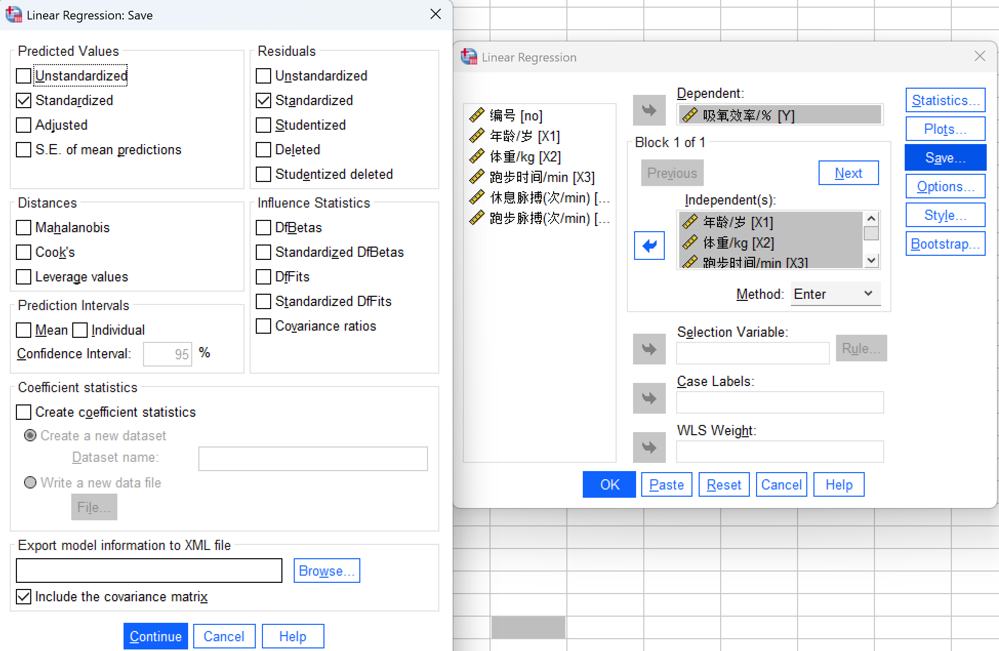 Linear Regression: Save
Predicted Values
Unstandardized
Standardized
Adjusted
S.E. of mean predictions
Residuals
Unstandardized
Standardized
Studentized
Deleted
Studentized deleted
Distances
Mahalanobis
Cook's
Leverage values
Influence Statistics
DfBetas
Standardized DfBetas
DfFits
Standardized DfFits
Covariance ratios
Prediction Intervals
Mean Individual
Confidence Interval: 95 %
Coefficient statistics
Create coefficient statistics
Create a new dataset
Dataset name:
Write a new data file
File...
Export model information to XML file
Browse...
Include the covariance matrix
Continue Cancel Help
Linear Regression
编号 [no]
年龄/岁 [X1]
体重/kg [X2]
跑步时间/min [X3]
休息脉搏(次/min) [...
跑步脉搏(次/min) [...
Dependent:
吸氧效率/% [Y]
Block 1 of 1
Previous Next
Independent(s):
年龄/岁 [X1]
体重/kg [X2]
跑步时间/min [X3]
Method: Enter
Selection Variable:
Rule...
Case Labels:
WLS Weight:
Statistics...
Plots...
Save...
Options...
Style...
Bootstrap...
OK Paste Reset Cancel Help